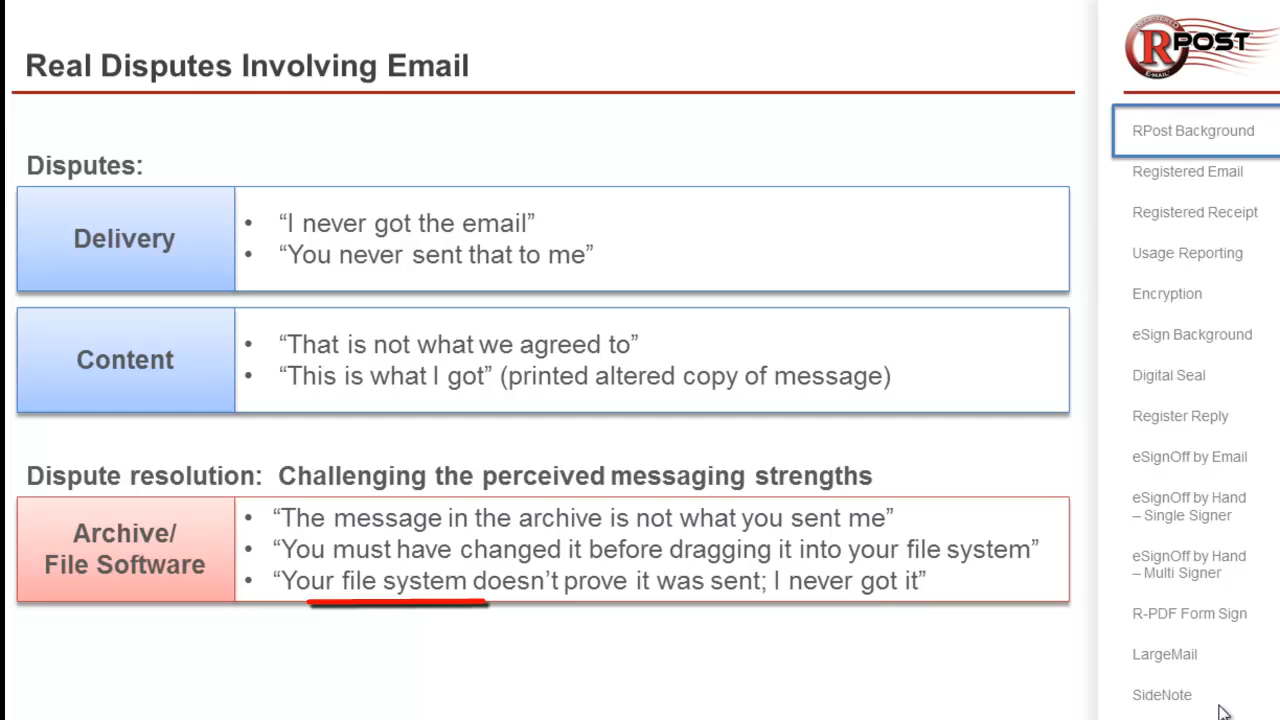 Real Disputes Involving Email
Disputes:
Delivery
• “I never got the email”
• “You never sent that to me”
Content
• “That is not what we agreed to”
• “This is what I got” (printed altered copy of message)
Dispute resolution: Challenging the perceived messaging strengths
Archive/
File Software
• “The message in the archive is not what you sent me”
• “You must have changed it before dragging it into your file system”
• “Your file system doesn’t prove it was sent; I never got it”
REGISTERED
RPOST
E-MAIL
RPost Background
Registered Email
Registered Receipt
Usage Reporting
Encryption
eSign Background
Digital Seal
Register Reply
eSignOff by Email
eSignOff by Hand
– Single Signer
eSignOff by Hand
– Multi Signer
R-PDF Form Sign
LargeMail
SideNote